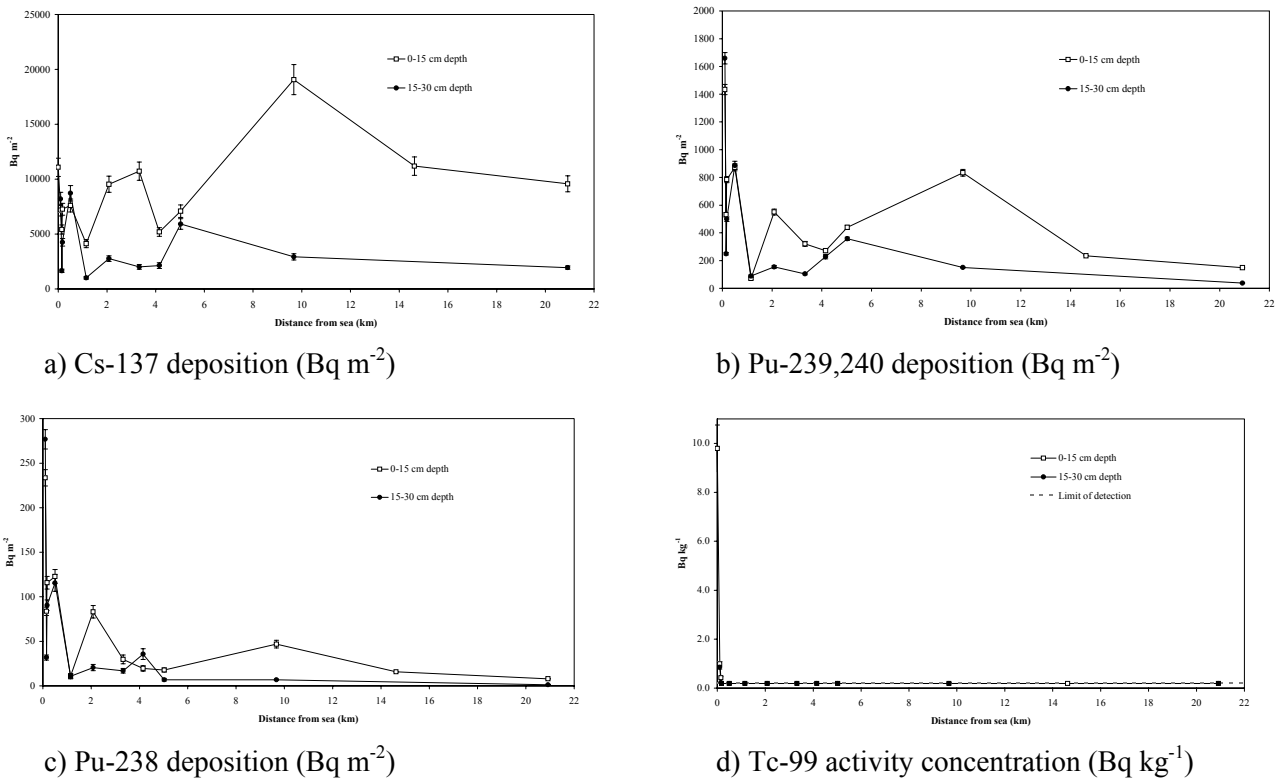 25000
20000
15000
10000
5000
0
Bq m-2
0-15 cm depth
15-30 cm depth
0 2 4 6 8 10 12 14 16 18 20 22
Distance from sea (km)
a) Cs-137 deposition (Bq m-2)
2000
1800
1600
1400
1200
1000
800
600
400
200
0
Bq m-2
0-15 cm depth
15-30 cm depth
0 2 4 6 8 10 12 14 16 18 20 22
Distance from sea (km)
b) Pu-239,240 deposition (Bq m-2)
300
250
200
150
100
50
0
Bq m-2
0-15 cm depth
15-30 cm depth
0 2 4 6 8 10 12 14 16 18 20 22
Distance from sea (km)
c) Pu-238 deposition (Bq m-2)
10.0
8.0
6.0
4.0
2.0
0.0
Bq kg-1
0-15 cm depth
15-30 cm depth
Limit of detection
0 2 4 6 8 10 12 14 16 18 20 22
Distance from sea (km)
d) Tc-99 activity concentration (Bq kg-1)